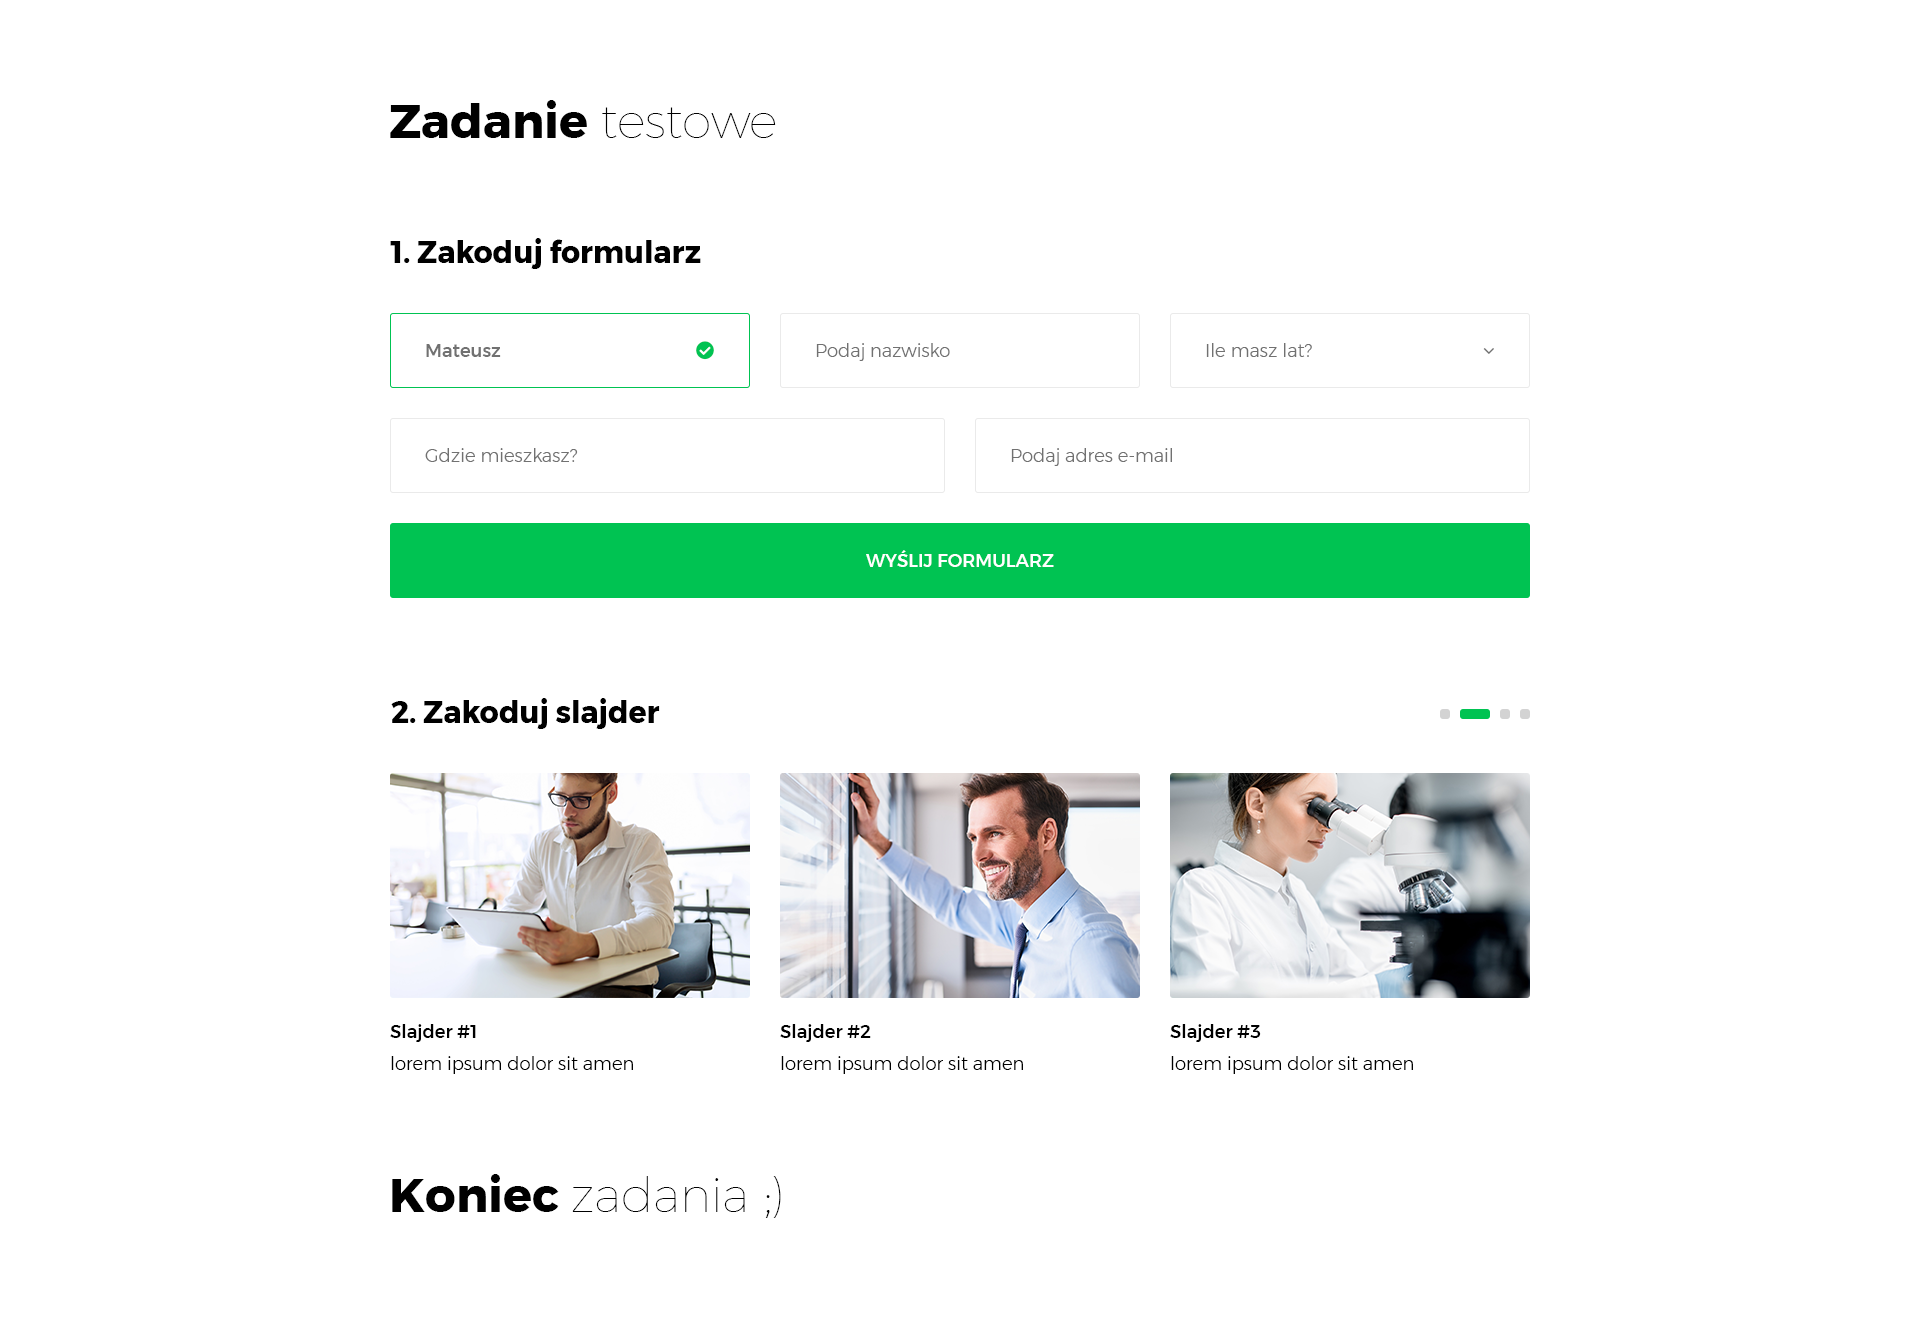 Zadanie testowe
1. Zakoduj formularz
Mateusz
Podaj nazwisko
Ile masz lat?
Gdzie mieszkasz?
Podaj adres e-mail
WYŚLIJ FORMULARZ
2. Zakoduj slajder
Slajder #1
lorem ipsum dolor sit amen
Slajder #2
lorem ipsum dolor sit amen
Slajder #3
lorem ipsum dolor sit amen
Koniec zadania ;)